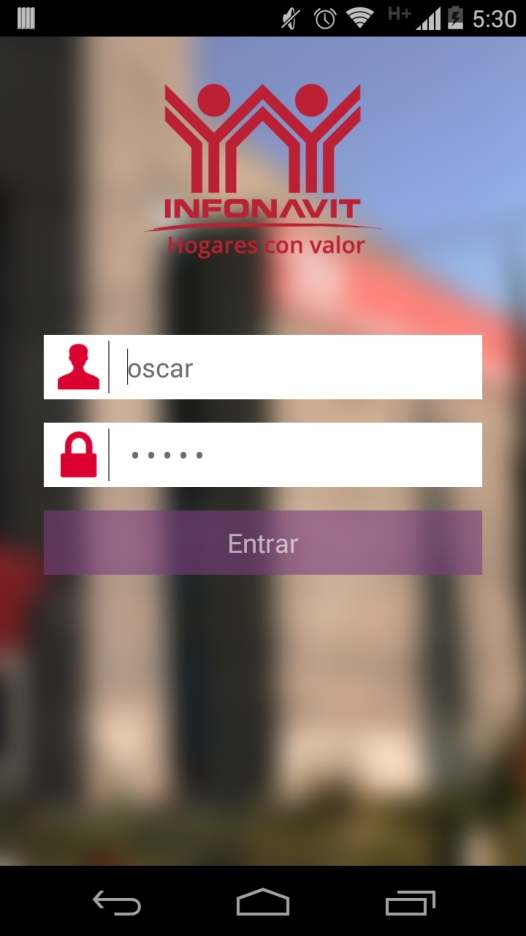 H+ 5:30
INFONAVIT
Hogares con valor
oscar
•••••
Entrar